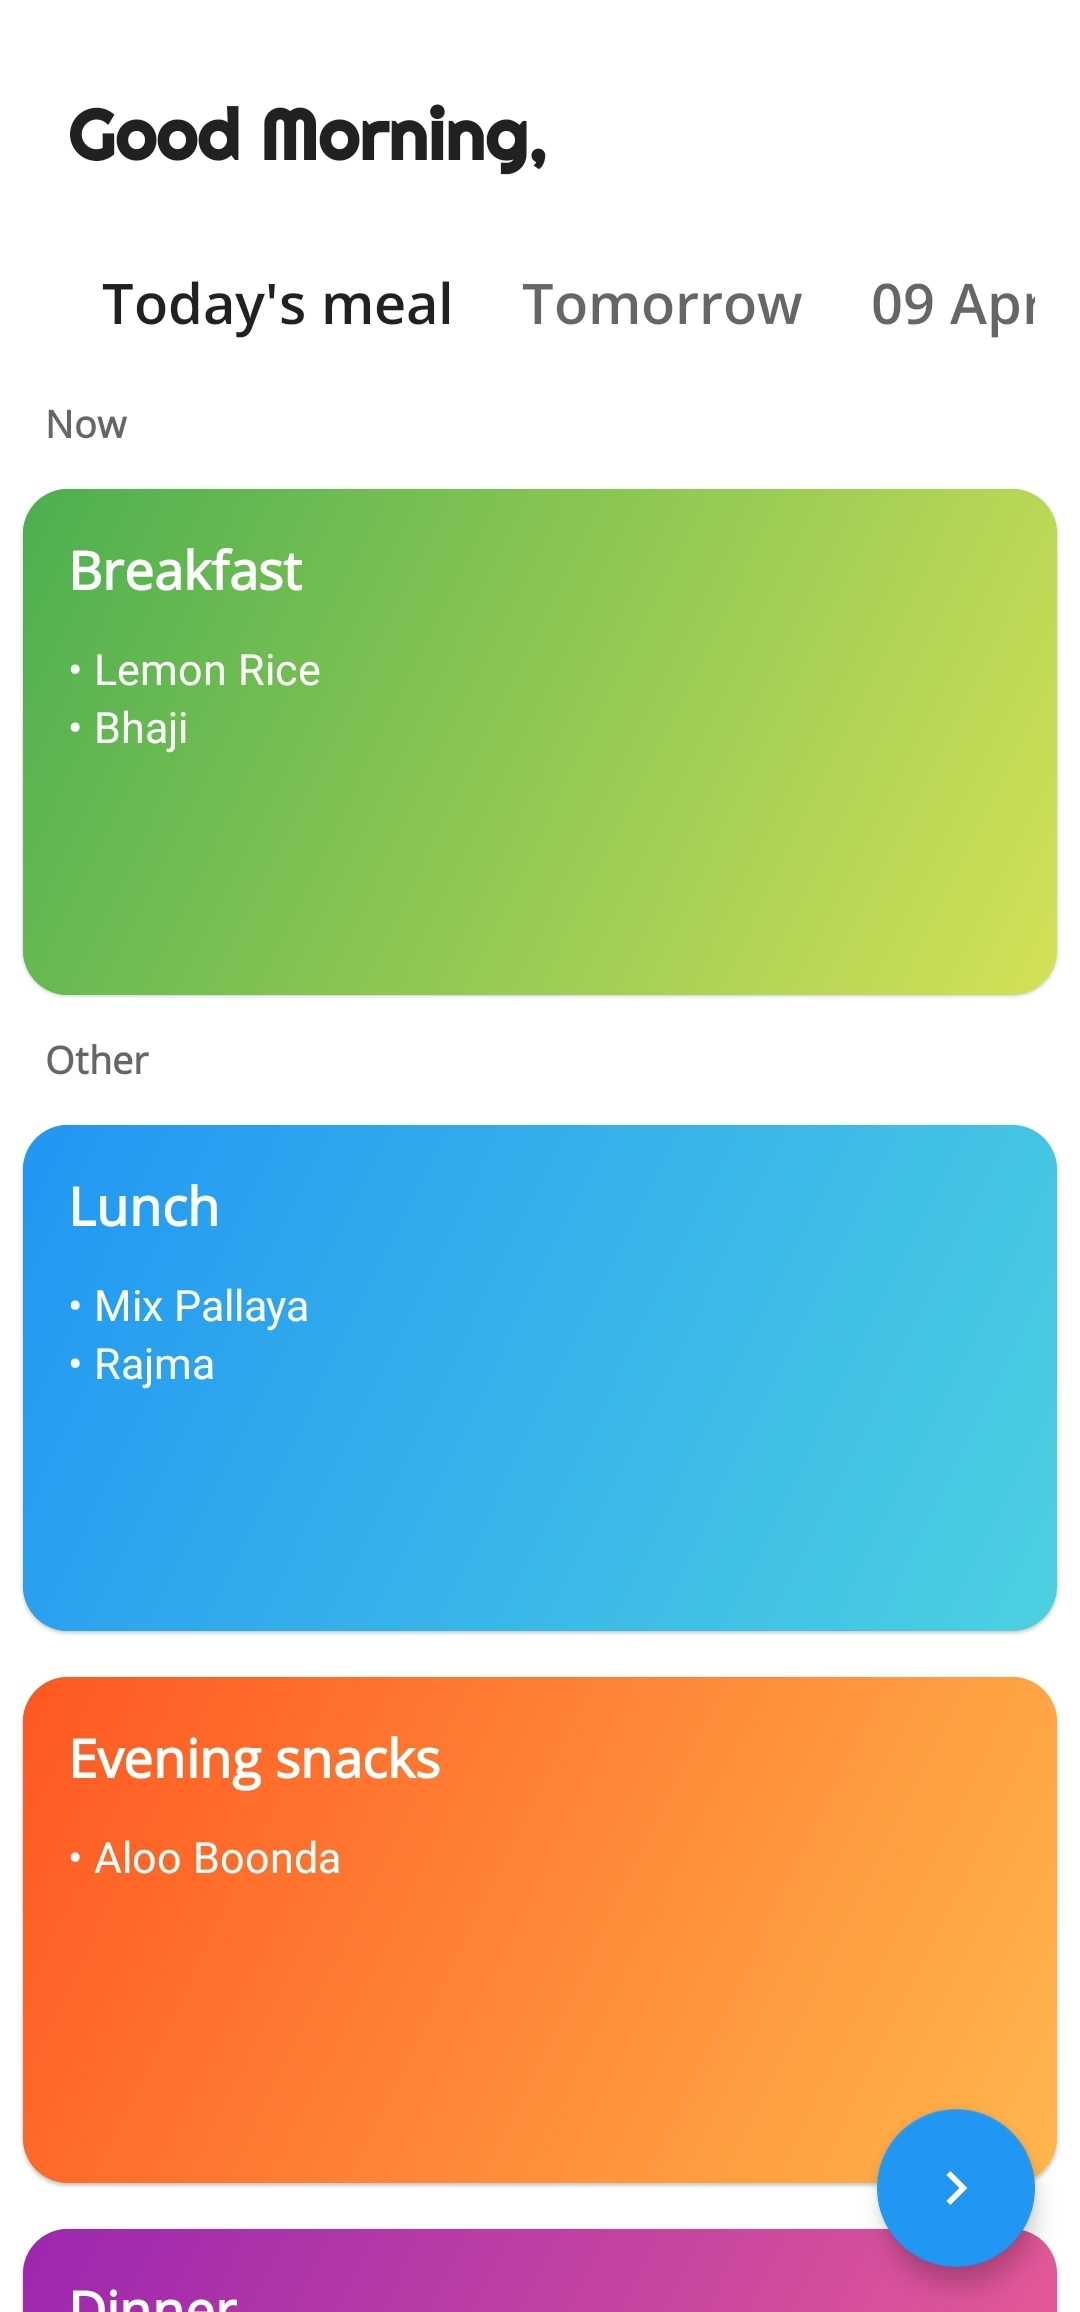 Good Morning,
Today's meal Tomorrow 09 Apr
Now
Breakfast
• Lemon Rice
• Bhaji
Other
Lunch
• Mix Pallaya
• Rajma
Evening snacks
• Aloo Boonda
Dinner